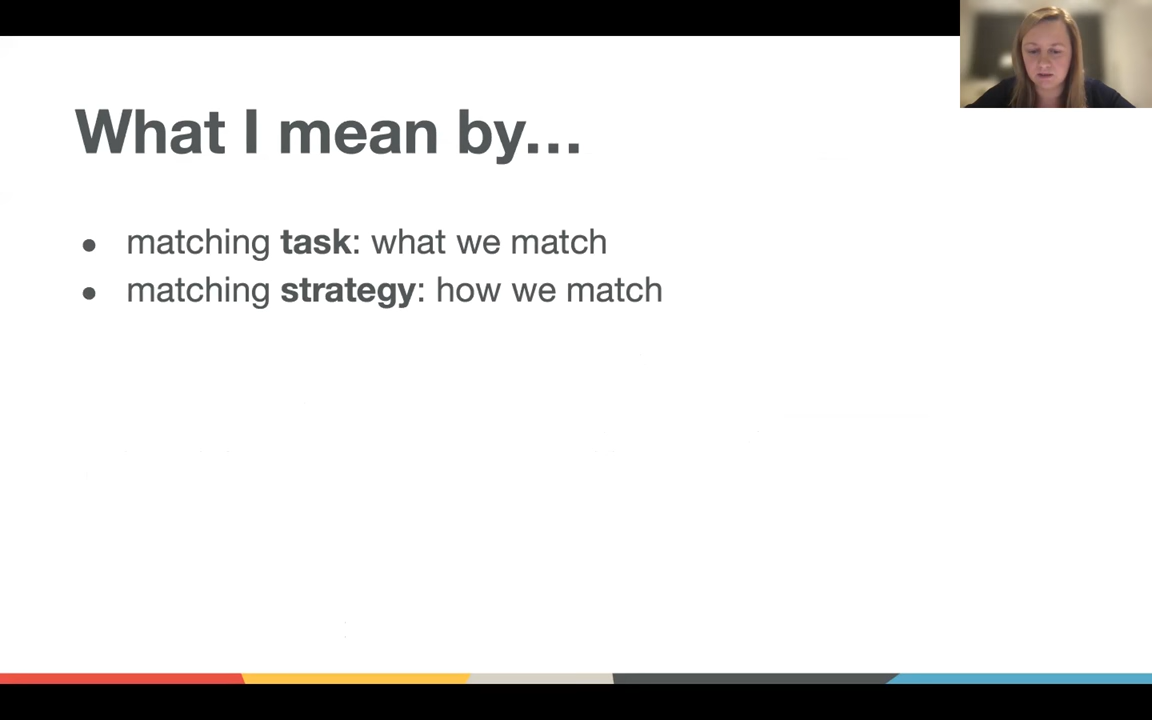 What I mean by…
● matching task: what we match
● matching strategy: how we match